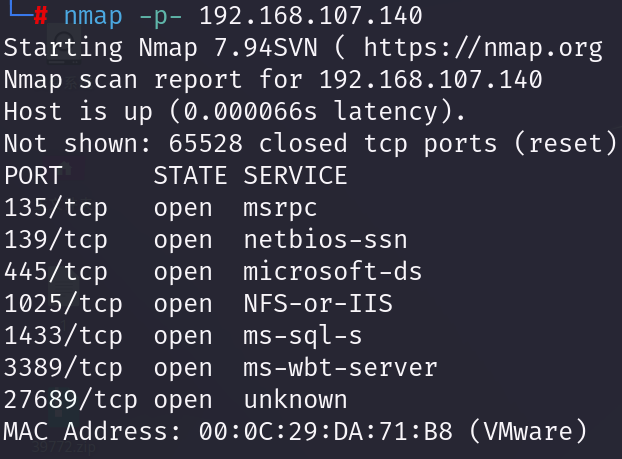 └─# nmap -p- 192.168.107.140
Starting Nmap 7.94SVN ( https://nmap.org
Nmap scan report for 192.168.107.140
Host is up (0.000066s latency).
Not shown: 65528 closed tcp ports (reset)
PORT      STATE SERVICE
135/tcp   open  msrpc
139/tcp   open  netbios-ssn
445/tcp   open  microsoft-ds
1025/tcp  open  NFS-or-IIS
1433/tcp  open  ms-sql-s
3389/tcp  open  ms-wbt-server
27689/tcp open  unknown
MAC Address: 00:0C:29:DA:71:B8 (VMware)